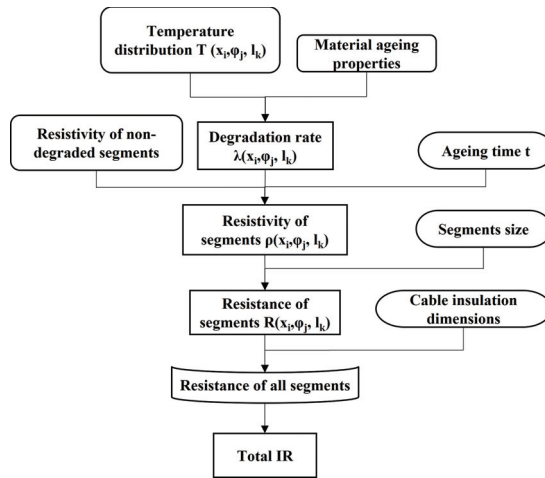 Temperature
distribution T (xᵢ,φⱼ, lₖ)
Material ageing
properties
Resistivity of non-
degraded segments
Degradation rate
λ(xᵢ,φⱼ, lₖ)
Ageing time t
Resistivity of
segments ρ(xᵢ,φⱼ, lₖ)
Segments size
Resistance of
segments R(xᵢ,φⱼ, lₖ)
Cable insulation
dimensions
Resistance of all segments
Total IR